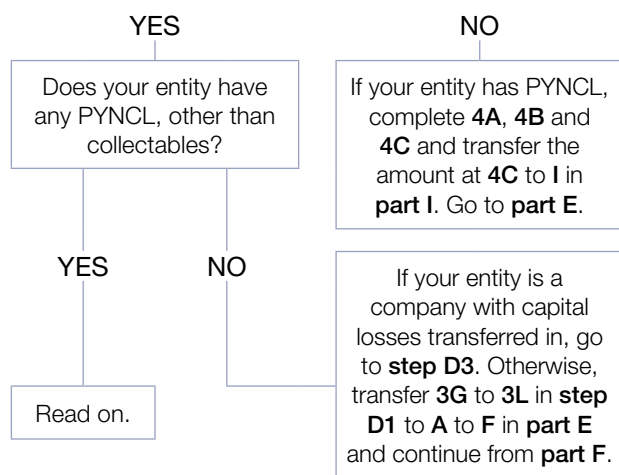 YES
Does your entity have
any PYNCL, other than
collectables?
NO
If your entity has PYNCL,
complete 4A, 4B and
4C and transfer the
amount at 4C to I in
part I. Go to part E.
YES
Read on.
NO
If your entity is a
company with capital
losses transferred in, go
to step D3. Otherwise,
transfer 3G to 3L in step
D1 to A to F in part E
and continue from part F.